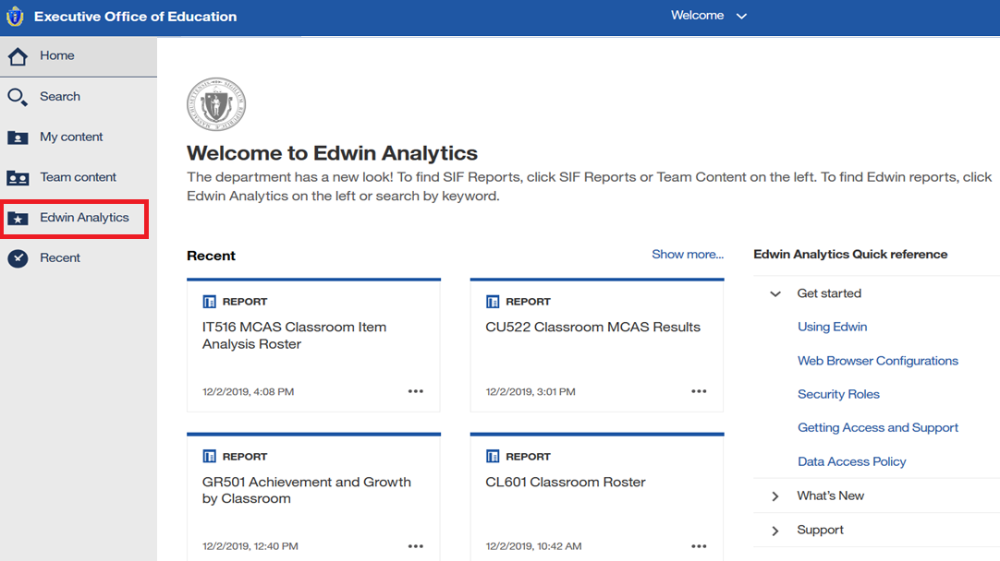 Executive Office of Education
Welcome
Home
Search
My content
Team content
Edwin Analytics
Recent
Welcome to Edwin Analytics
The department has a new look! To find SIF Reports, click SIF Reports or Team Content on the left. To find Edwin reports, click
Edwin Analytics on the left or search by keyword.
Recent
Show more...
REPORT
IT516 MCAS Classroom Item
Analysis Roster
12/2/2019, 4:08 PM
REPORT
CU522 Classroom MCAS Results
12/2/2019, 3:01 PM
REPORT
GR501 Achievement and Growth
by Classroom
12/2/2019, 12:40 PM
REPORT
CL601 Classroom Roster
12/2/2019, 10:42 AM
Edwin Analytics Quick reference
Get started
Using Edwin
Web Browser Configurations
Security Roles
Getting Access and Support
Data Access Policy
What's New
Support